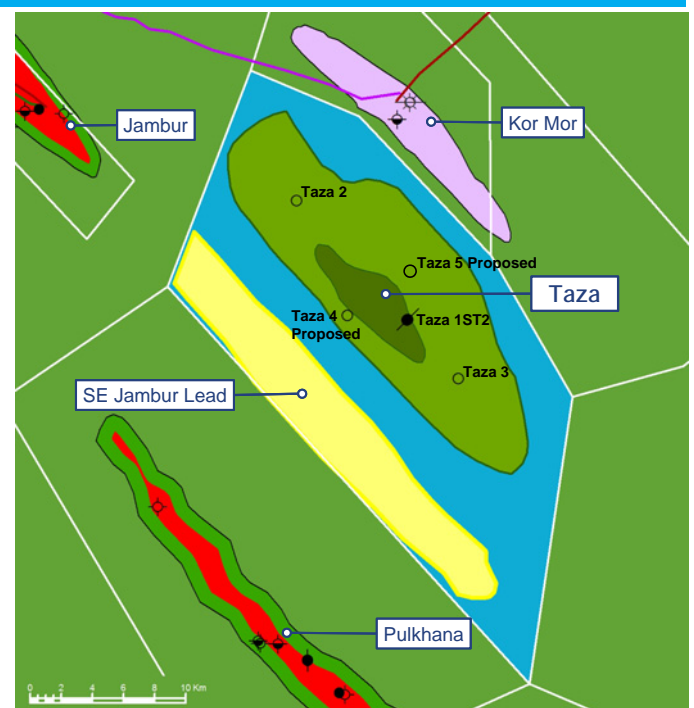 Jambur
Kor Mor
Taza 2
Taza 5 Proposed
Taza
Taza 4
Proposed
Taza 1ST2
Taza 3
SE Jambur Lead
Pulkhana
0 2 4 6 8 10 Km